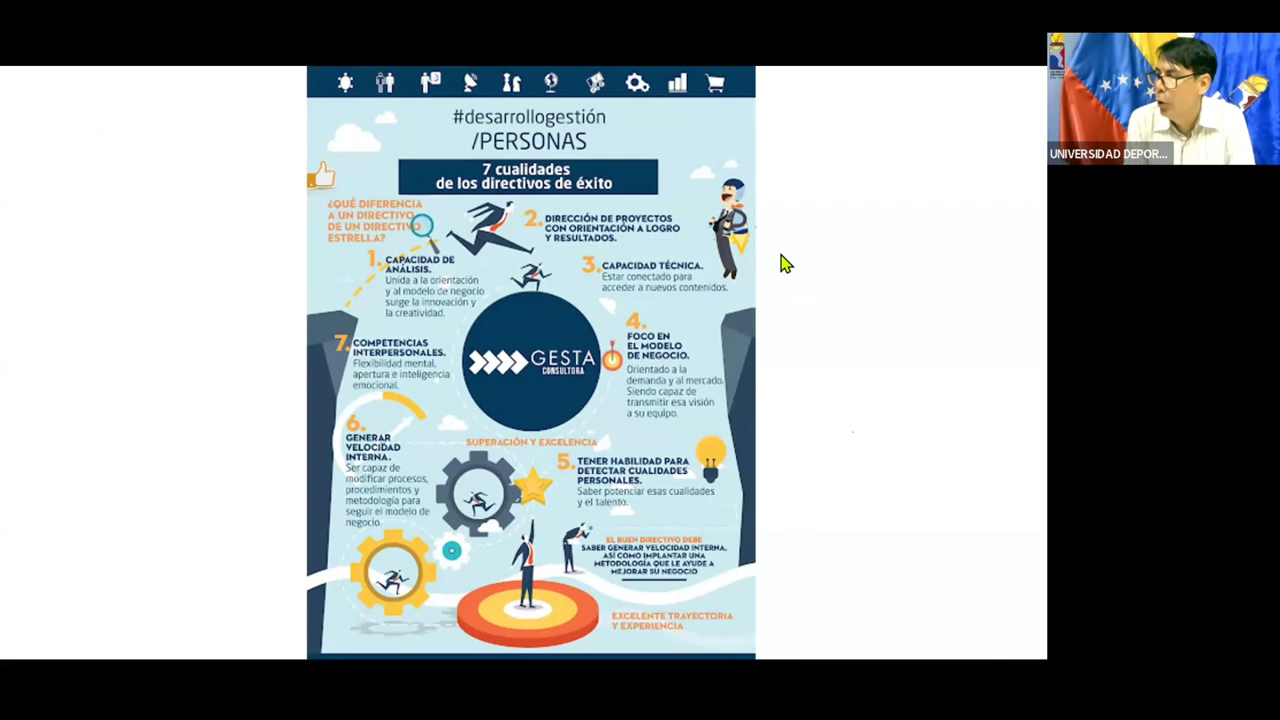 #desarrollogestión
/PERSONAS
7 cualidades
de los directivos de éxito
¿QUÉ DIFERENCIA
A UN DIRECTIVO
DE UN DIRECTIVO
ESTRELLA?
1. CAPACIDAD DE
ANÁLISIS.
Unida a la orientación
y al modelo de negocio
surge la innovación y
la creatividad.
2. DIRECCIÓN DE PROYECTOS
CON ORIENTACIÓN A LOGRO
Y RESULTADOS.
3. CAPACIDAD TÉCNICA.
Estar conectado para
acceder a nuevos contenidos.
4.
FOCO EN
EL MODELO
DE NEGOCIO.
Orientado a la
demanda y al mercado.
Siendo capaz de
transmitir esa visión
a su equipo.
GESTA
CONSULTORA
7. COMPETENCIAS
INTERPERSONALES.
Flexibilidad mental,
apertura e inteligencia
emocional.
6.
GENERAR
VELOCIDAD
INTERNA.
Ser capaz de
modificar procesos,
procedimientos y
metodología para
seguir el modelo de
negocio.
SUPERACIÓN Y EXCELENCIA
5. TENER HABILIDAD PARA
DETECTAR CUALIDADES
PERSONALES.
Saber potenciar esas cualidades
y el talento.
EL BUEN DIRECTIVO DEBE
SABER GENERAR VELOCIDAD INTERNA,
ASÍ COMO IMPLANTAR UNA
METODOLOGÍA QUE LE AYUDE A
MEJORAR SU NEGOCIO
EXCELENTE TRAYECTORIA
Y EXPERIENCIA
UNIVERSIDAD DEPOR...